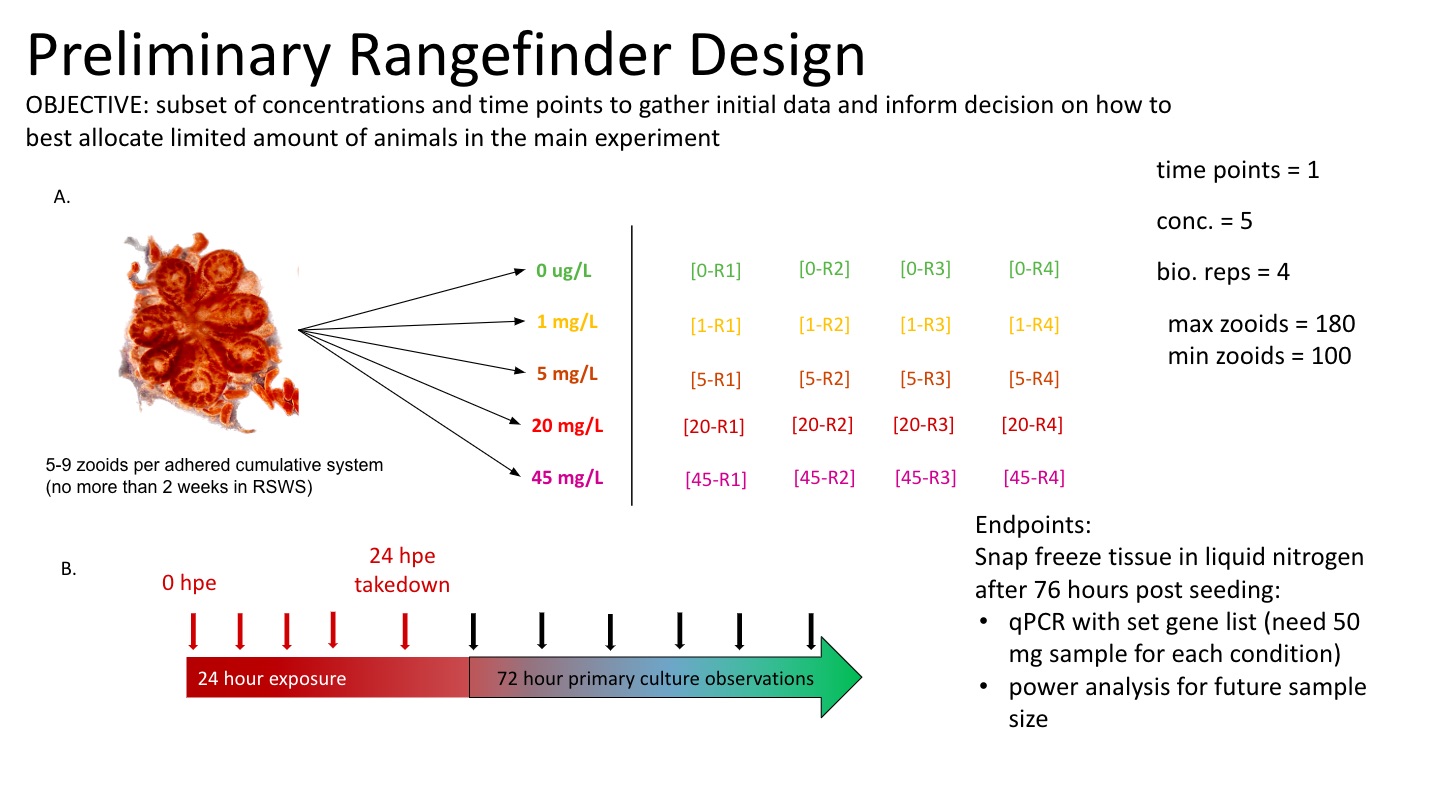 Preliminary Rangefinder Design
OBJECTIVE: subset of concentrations and time points to gather initial data and inform decision on how to
best allocate limited amount of animals in the main experiment
time points = 1
conc. = 5
bio. reps = 4
max zooids = 180
min zooids = 100
A.
0 ug/L [0-R1] [0-R2] [0-R3] [0-R4]
1 mg/L [1-R1] [1-R2] [1-R3] [1-R4]
5 mg/L [5-R1] [5-R2] [5-R3] [5-R4]
20 mg/L [20-R1] [20-R2] [20-R3] [20-R4]
45 mg/L [45-R1] [45-R2] [45-R3] [45-R4]
5-9 zooids per adhered cumulative system
(no more than 2 weeks in RSWS)
B.
0 hpe
24 hpe
takedown
24 hour exposure
72 hour primary culture observations
Endpoints:
Snap freeze tissue in liquid nitrogen
after 76 hours post seeding:
• qPCR with set gene list (need 50
mg sample for each condition)
• power analysis for future sample
size